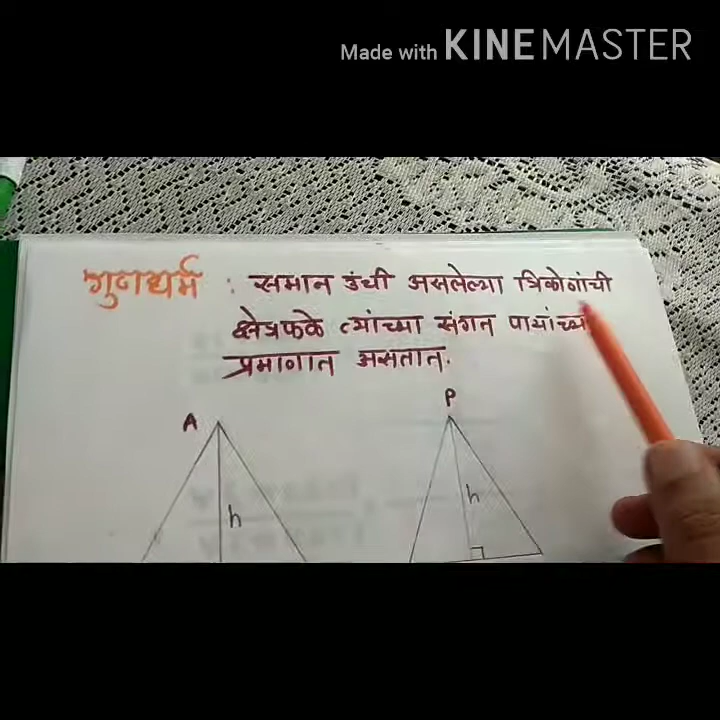 Made with KINEMASTER
गुणधर्म : समान उंची असलेल्या त्रिकोणांची
क्षेत्रफळे त्यांच्या संगत पायांच्या
प्रमाणात असतात.
A P
h h